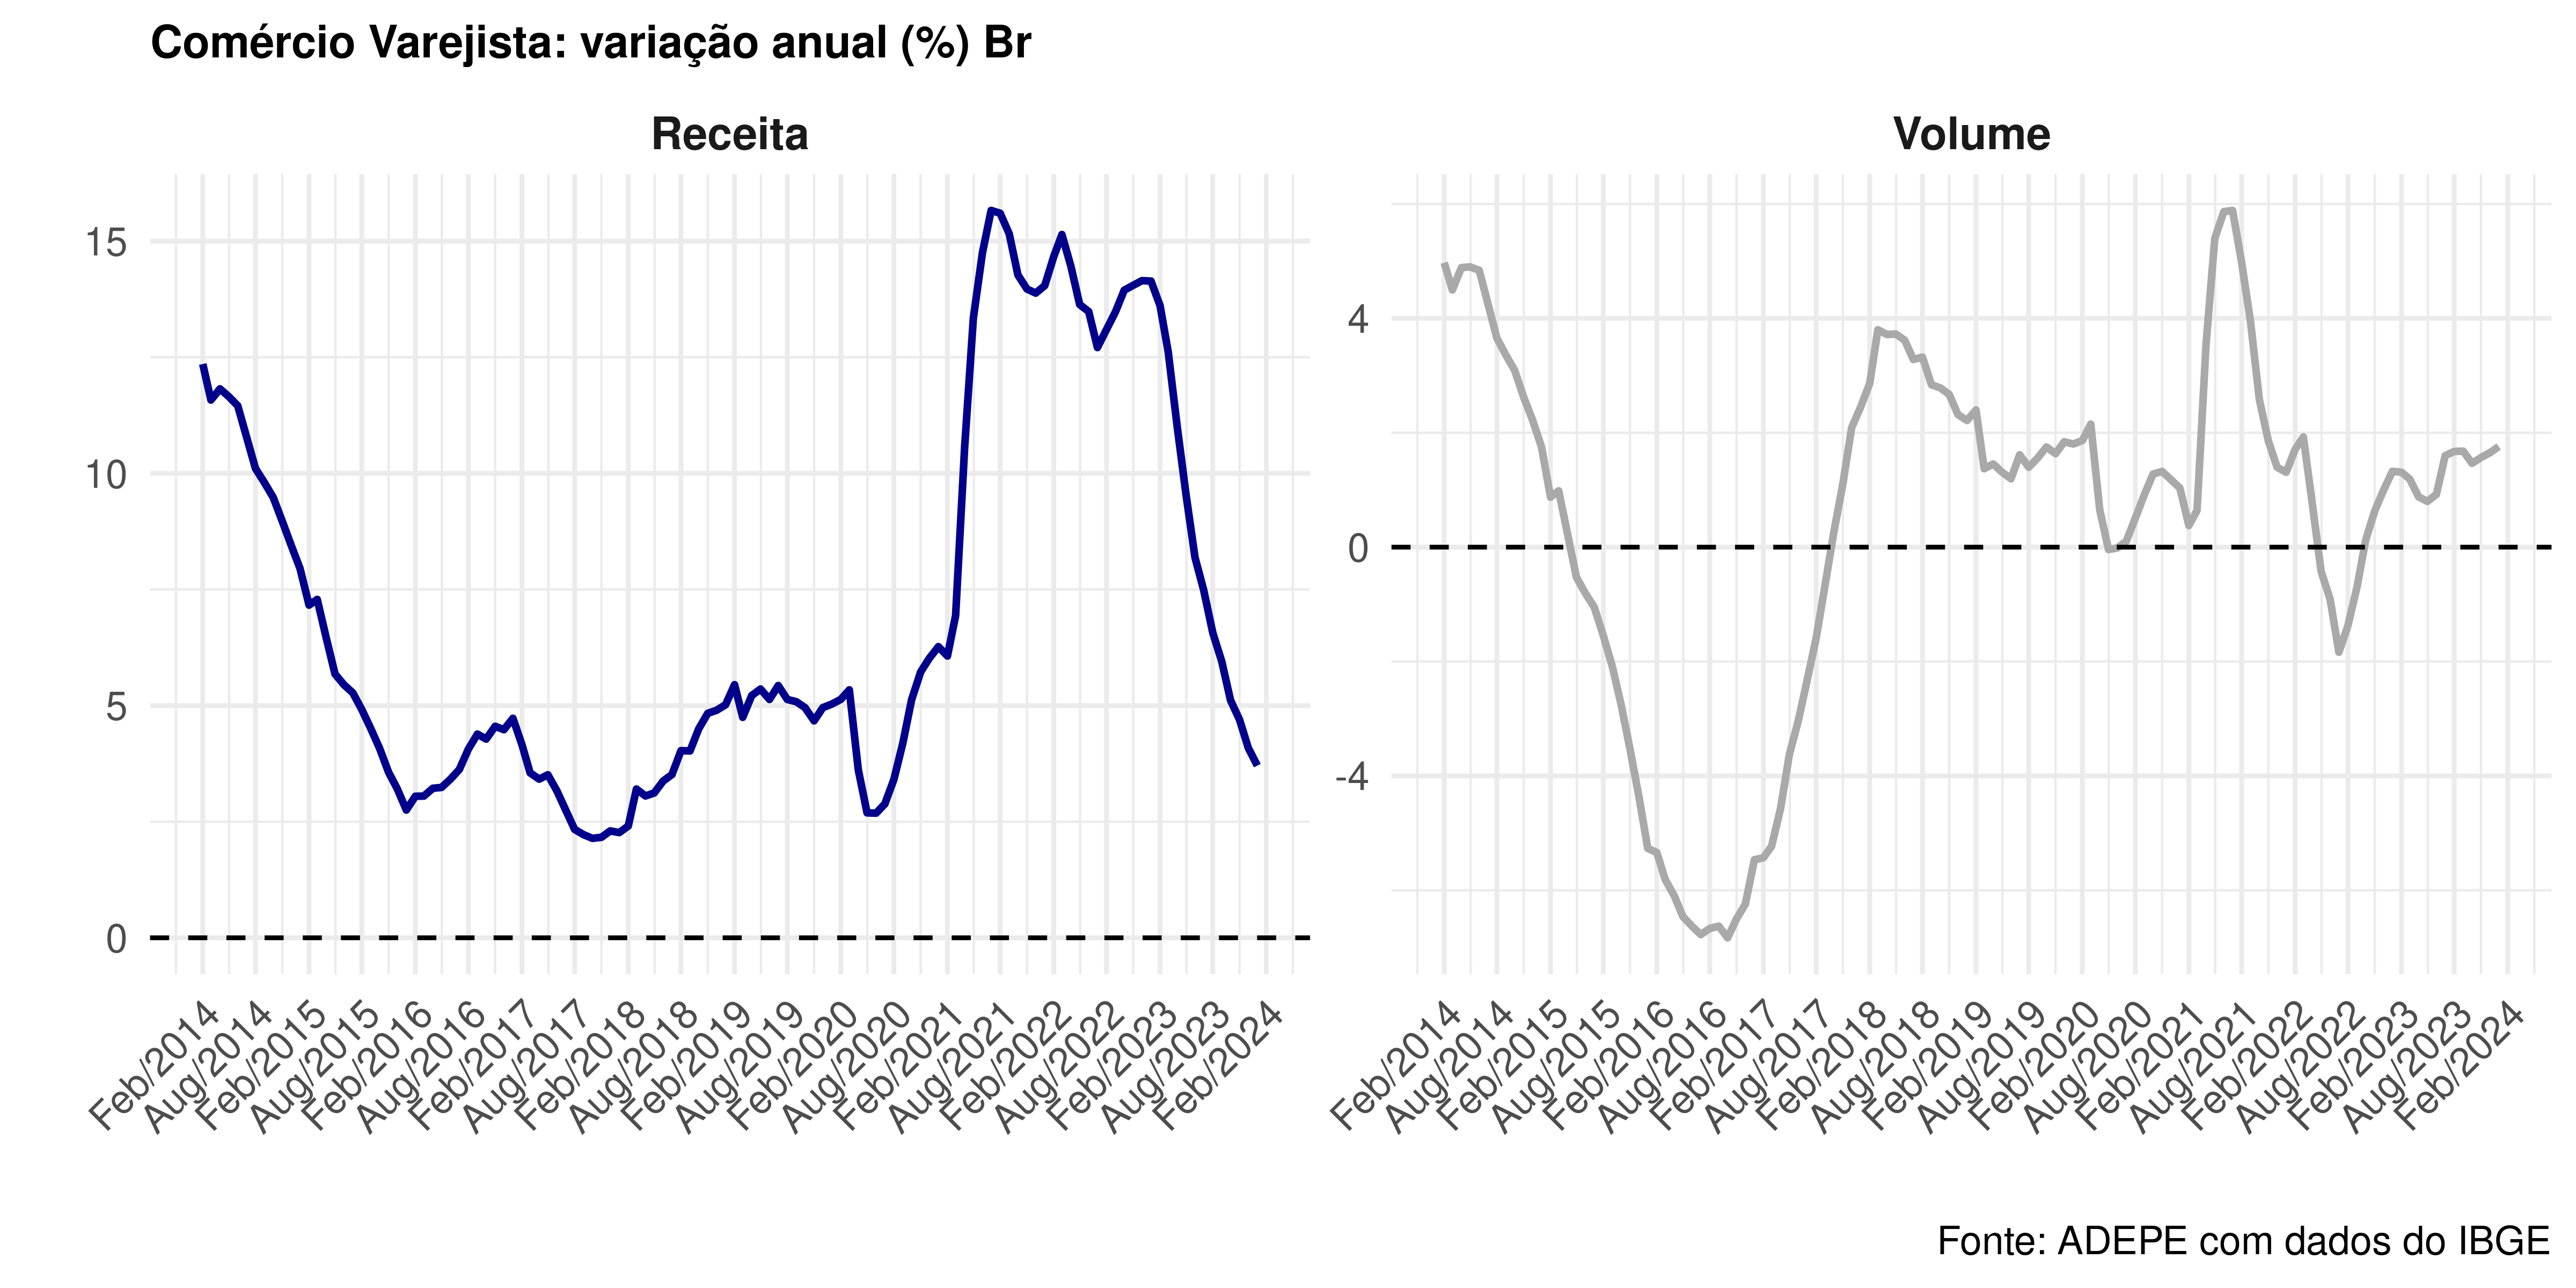 Comércio Varejista: variação anual (%) Br
Receita
15
10
5
0
Feb/2014
Aug/2014
Feb/2015
Aug/2015
Feb/2016
Aug/2016
Feb/2017
Aug/2017
Feb/2018
Aug/2018
Feb/2019
Aug/2019
Feb/2020
Aug/2020
Feb/2021
Aug/2021
Feb/2022
Aug/2022
Feb/2023
Aug/2023
Feb/2024
Volume
4
0
-4
Feb/2014
Aug/2014
Feb/2015
Aug/2015
Feb/2016
Aug/2016
Feb/2017
Aug/2017
Feb/2018
Aug/2018
Feb/2019
Aug/2019
Feb/2020
Aug/2020
Feb/2021
Aug/2021
Feb/2022
Aug/2022
Feb/2023
Aug/2023
Feb/2024
Fonte: ADEPE com dados do IBGE